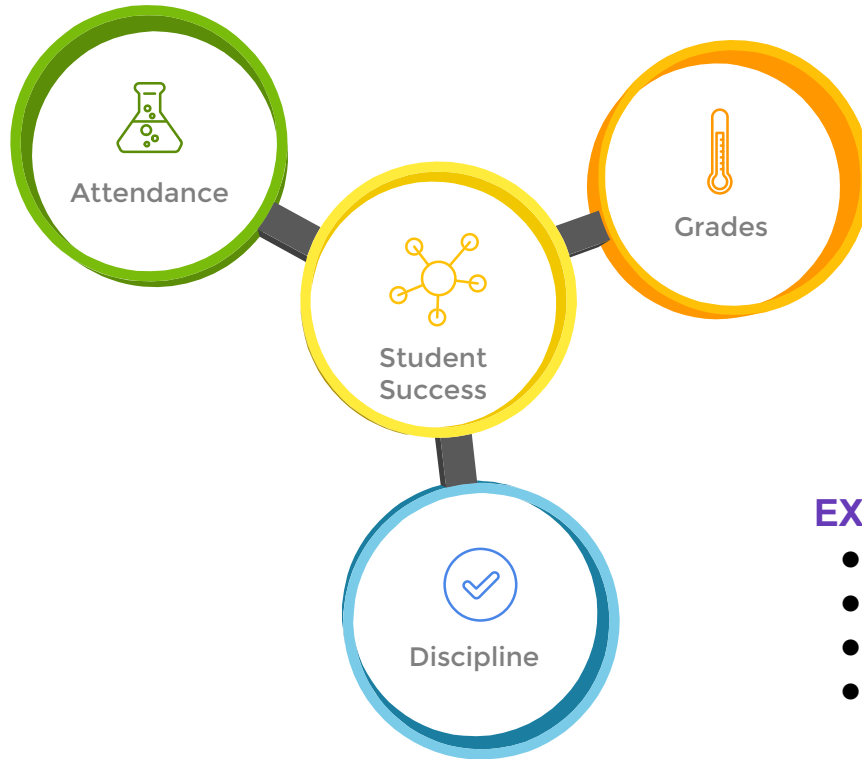 Attendance
Grades
Student
Success
Discipline
EX